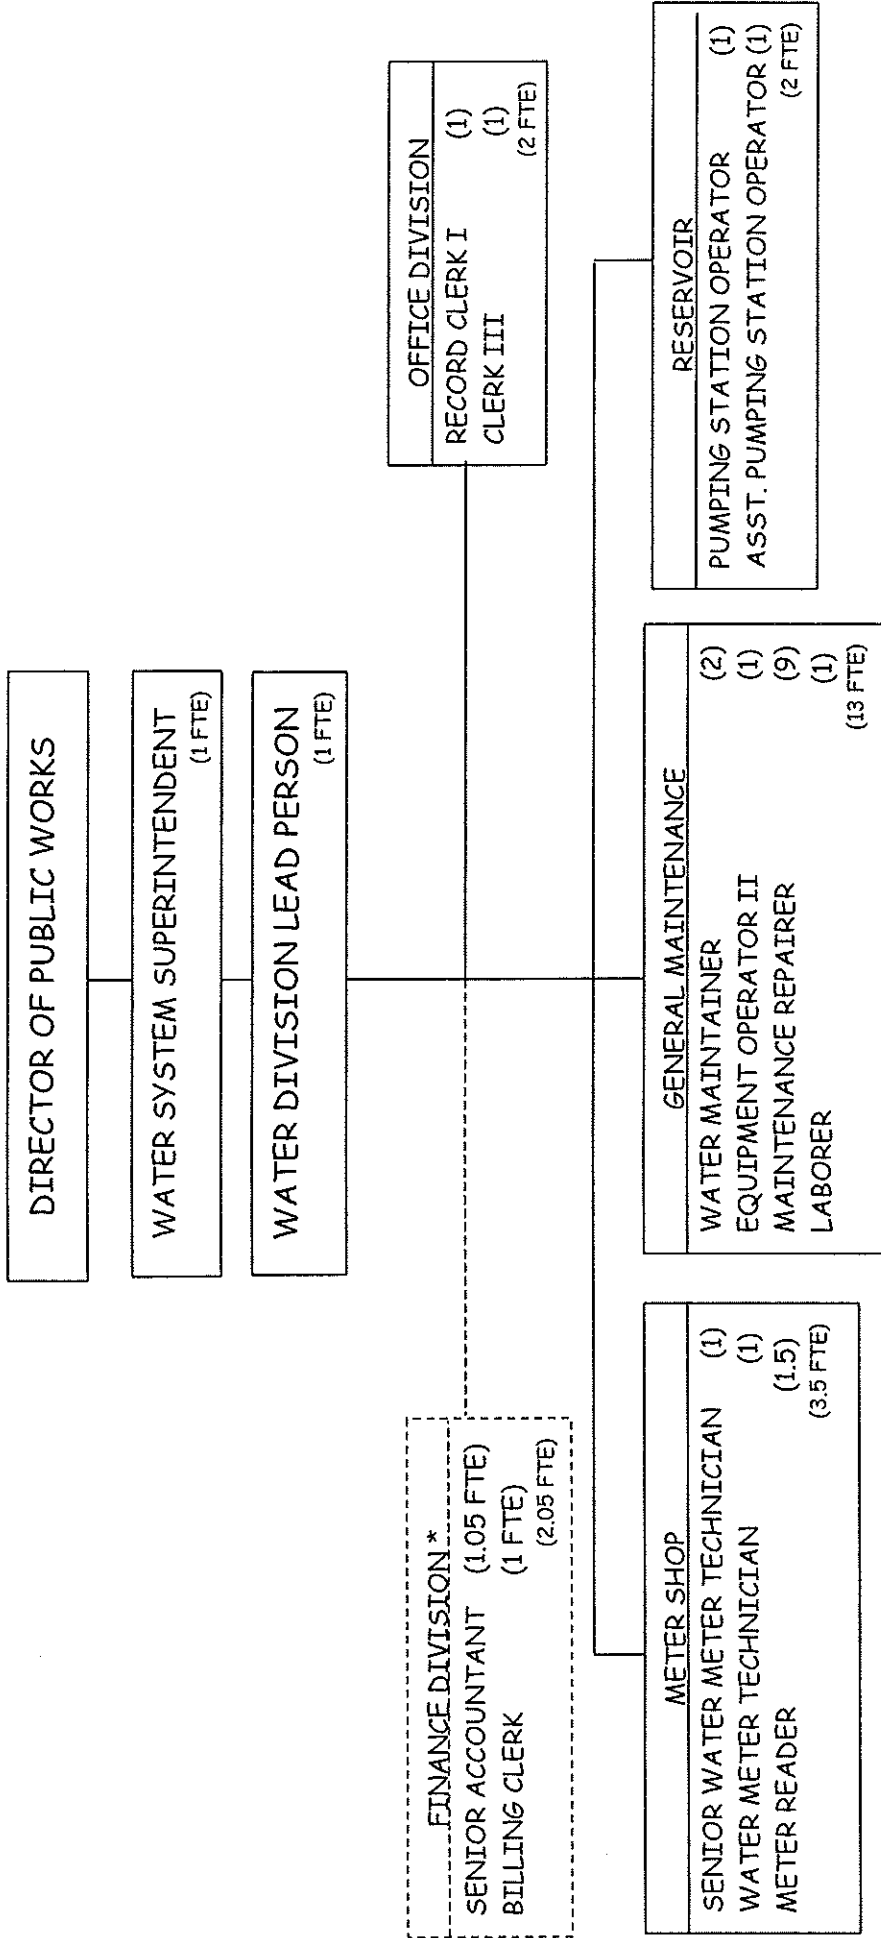 DIRECTOR OF PUBLIC WORKS
WATER SYSTEM SUPERINTENDENT
(1 FTE)
WATER DIVISION LEAD PERSON
(1 FTE)
FINANCE DIVISION *
SENIOR ACCOUNTANT (1.05 FTE)
BILLING CLERK (1 FTE)
(2.05 FTE)
OFFICE DIVISION
RECORD CLERK I (1)
CLERK III (1)
(2 FTE)
METER SHOP
SENIOR WATER METER TECHNICIAN (1)
WATER METER TECHNICIAN (1)
METER READER (1.5)
(3.5 FTE)
GENERAL MAINTENANCE
WATER MAINTAINER (2)
EQUIPMENT OPERATOR II (1)
MAINTENANCE REPAIRER (9)
LABORER (1)
(13 FTE)
RESERVOIR
PUMPING STATION OPERATOR (1)
ASST. PUMPING STATION OPERATOR (1)
(2 FTE)